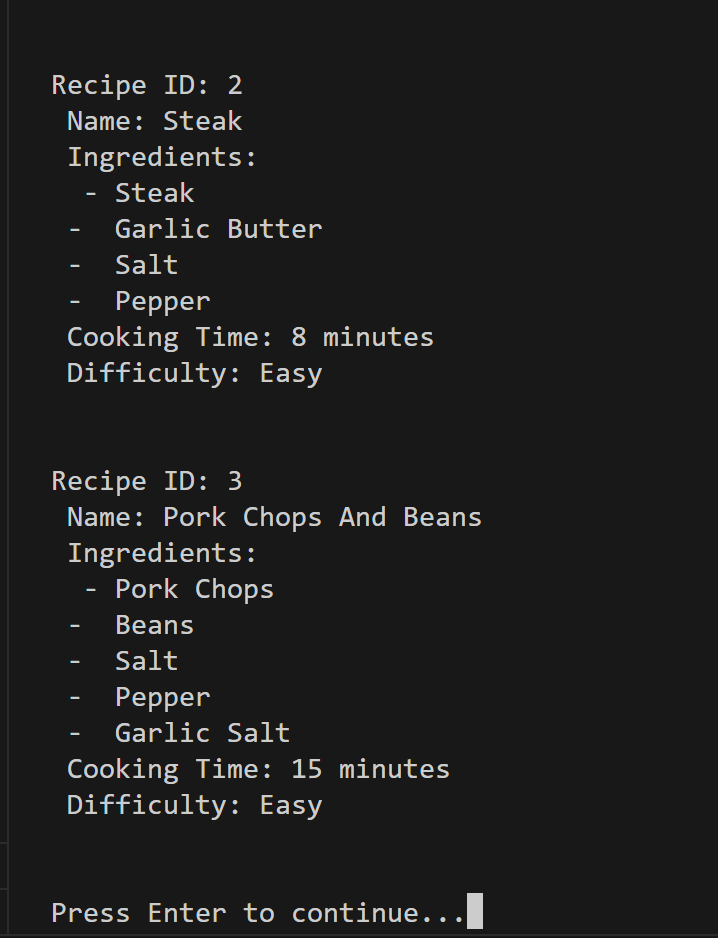 Recipe ID: 2
 Name: Steak
 Ingredients:
  - Steak
 -  Garlic Butter
 -  Salt
 -  Pepper
 Cooking Time: 8 minutes
 Difficulty: Easy
Recipe ID: 3
 Name: Pork Chops And Beans
 Ingredients:
  - Pork Chops
 -  Beans
 -  Salt
 -  Pepper
 -  Garlic Salt
 Cooking Time: 15 minutes
 Difficulty: Easy
Press Enter to continue...